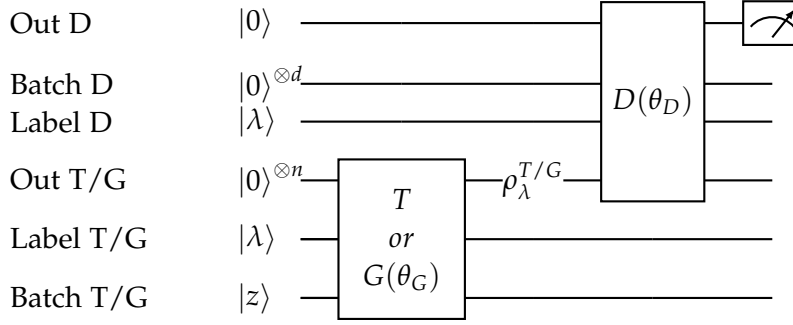 Out D |0⟩
Batch D |0⟩^{⊗d}
Label D |λ⟩
D(θ_D)
Out T/G |0⟩^{⊗n} ρ_λ^{T/G}
Label T/G |λ⟩
Batch T/G |z⟩
T
or
G(θ_G)